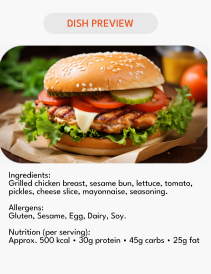 DISH PREVIEW
Ingredients:
Grilled chicken breast, sesame bun, lettuce, tomato,
pickles, cheese slice, mayonnaise, seasoning.
Allergens:
Gluten, Sesame, Egg, Dairy, Soy.
Nutrition (per serving):
Approx. 500 kcal • 30g protein • 45g carbs • 25g fat